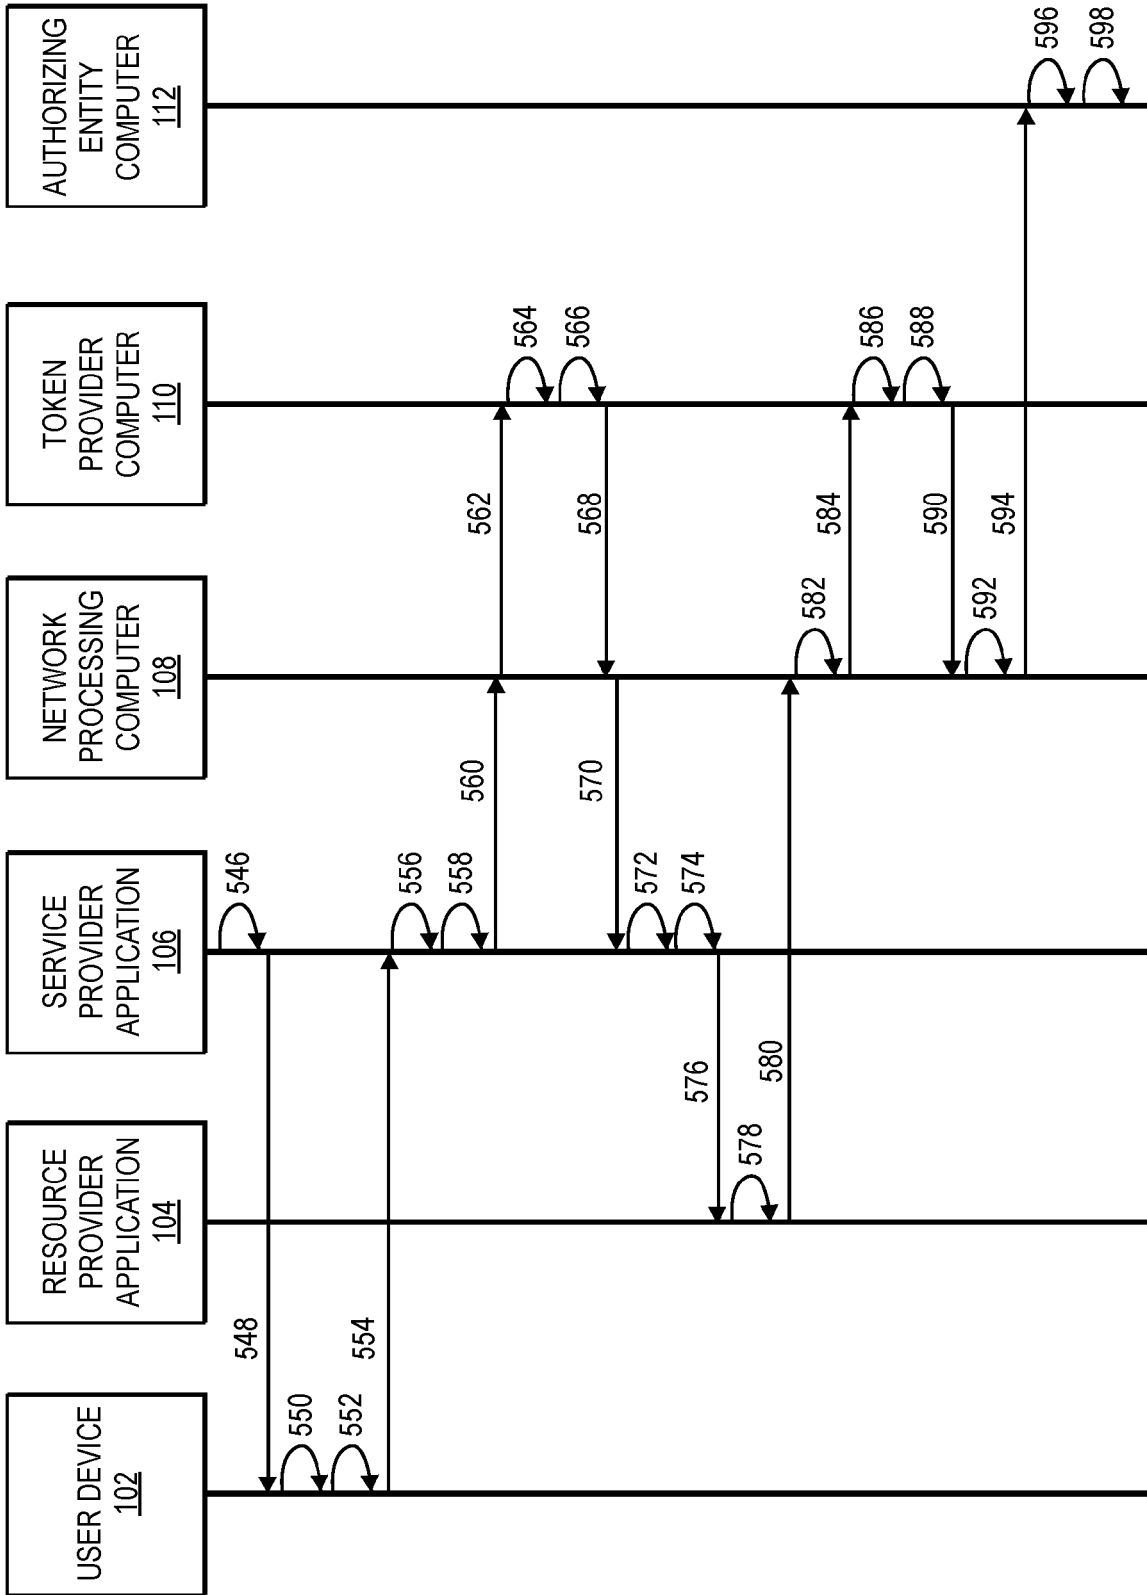 USER DEVICE
102
RESOURCE
PROVIDER
APPLICATION
104
SERVICE
PROVIDER
APPLICATION
106
NETWORK
PROCESSING
COMPUTER
108
TOKEN
PROVIDER
COMPUTER
110
AUTHORIZING
ENTITY
COMPUTER
112
546
548
550
552
554
556
558
560
562
564
566
568
570
572
574
576
578
580
582
584
586
588
590
592
594
596
598